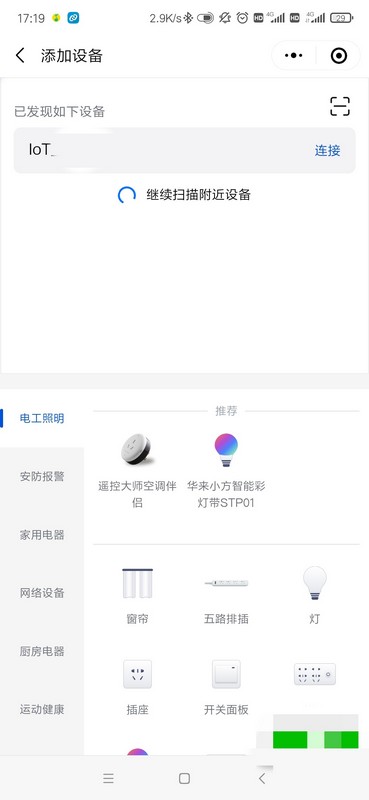 17:19
2.9K/s
HD
4G
HD
4G
29
添加设备
已发现如下设备
IoT_
连接
继续扫描附近设备
电工照明
安防报警
家用电器
网络设备
厨房电器
运动健康
推荐
遥控大师空调伴
侣
华来小方智能彩
灯带STP01
窗帘
五路排插
灯
插座
开关面板